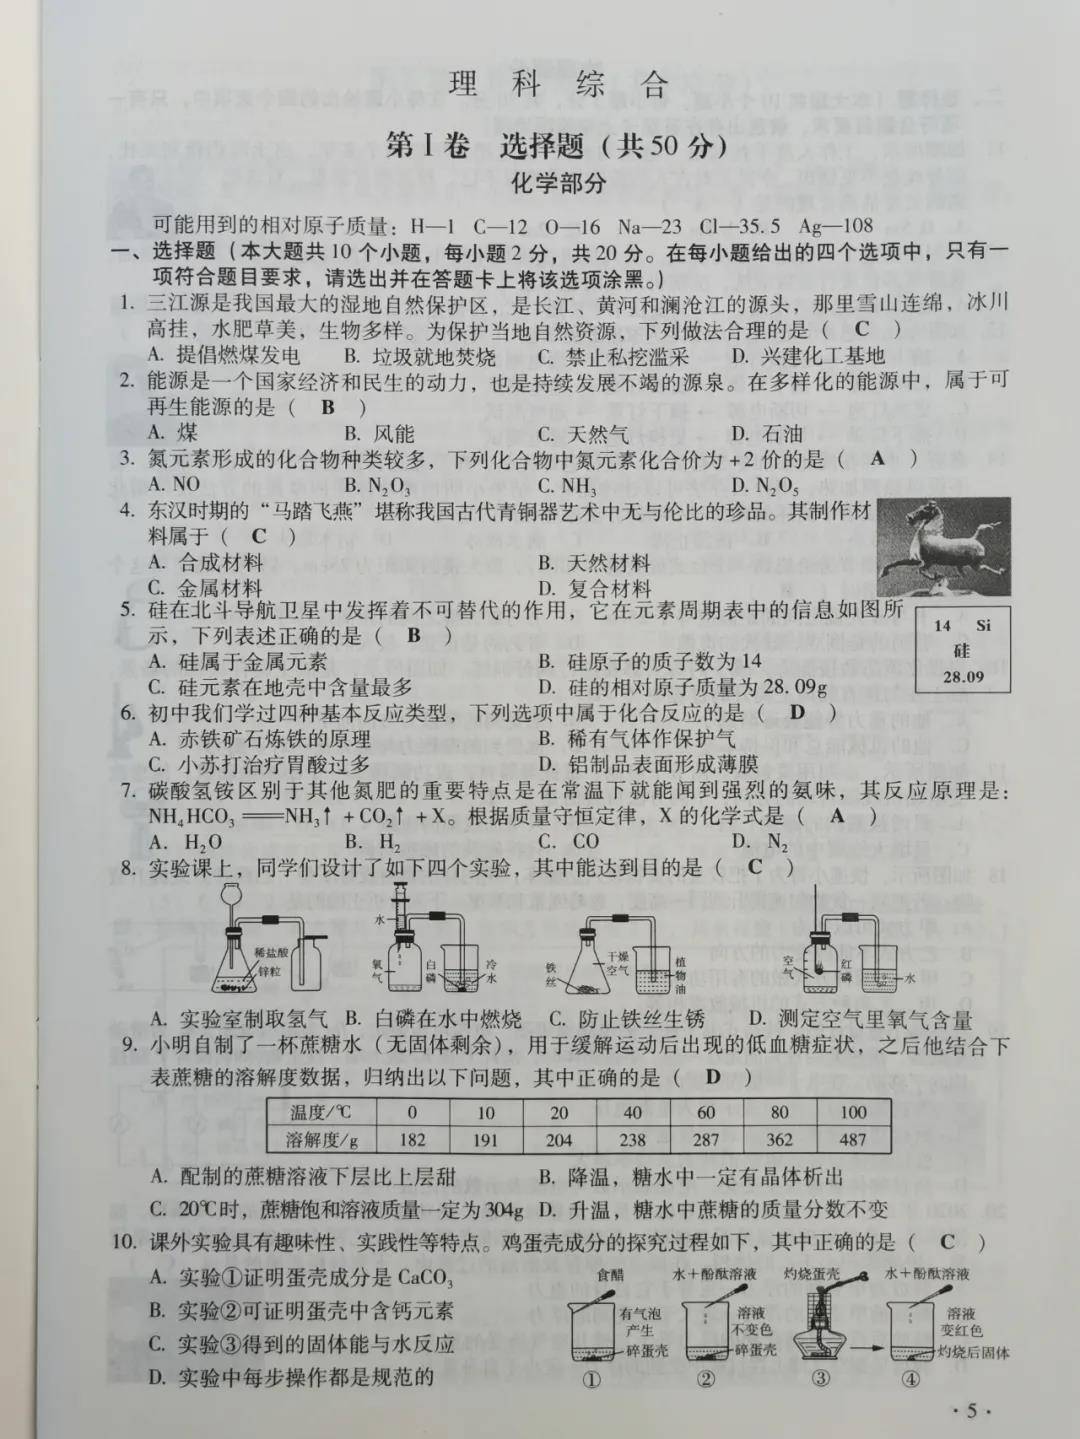 理科综合
第Ⅰ卷 选择题（共50分）
化学部分
可能用到的相对原子质量：H—1 C—12 O—16 Na—23 Cl—35.5 Ag—108
一、选择题（本大题共10个小题，每小题2分，共20分。在每小题给出的四个选项中，只有一
项符合题目要求，请选出并在答题卡上将该选项涂黑。）
1. 三江源是我国最大的湿地自然保护区，是长江、黄河和澜沧江的源头，那里雪山连绵，冰川
高挂，水肥草美，生物多样。为保护当地自然资源，下列做法合理的是（ C ）
A. 提倡燃煤发电 B. 垃圾就地焚烧 C. 禁止私挖滥采 D. 兴建化工基地
2. 能源是一个国家经济和民生的动力，也是持续发展不竭的源泉。在多样化的能源中，属于可
再生能源的是（ B ）
A. 煤 B. 风能 C. 天然气 D. 石油
3. 氮元素形成的化合物种类较多，下列化合物中氮元素化合价为+2价的是（ A ）
A. NO B. N₂O₃ C. NH₃ D. N₂O₅
4. 东汉时期的“马踏飞燕”堪称我国古代青铜器艺术中无与伦比的珍品。其制作材
料属于（ C ）
A. 合成材料 B. 天然材料
C. 金属材料 D. 复合材料
5. 硅在北斗导航卫星中发挥着不可替代的作用，它在元素周期表中的信息如图所
示，下列表述正确的是（ B ）
14 Si
硅
28.09
A. 硅属于金属元素 B. 硅原子的质子数为14
C. 硅元素在地壳中含量最多 D. 硅的相对原子质量为28.09g
6. 初中我们学过四种基本反应类型，下列选项中属于化合反应的是（ D ）
A. 赤铁矿石炼铁的原理 B. 稀有气体作保护气
C. 小苏打治疗胃酸过多 D. 铝制品表面形成薄膜
7. 碳酸氢铵区别于其他氮肥的重要特点是在常温下就能闻到强烈的氨味，其反应原理是：
NH₄HCO₃══NH₃↑+CO₂↑+X。根据质量守恒定律，X的化学式是（ A ）
A. H₂O B. H₂ C. CO D. N₂
8. 实验课上，同学们设计了如下四个实验，其中能达到目的是（ C ）
稀盐酸
锌粒
水
氧气
白磷
冷水
铁丝
干燥空气
植物油
空气
红磷
水
A. 实验室制取氢气 B. 白磷在水中燃烧 C. 防止铁丝生锈 D. 测定空气里氧气含量
9. 小明自制了一杯蔗糖水（无固体剩余），用于缓解运动后出现的低血糖症状，之后他结合下
表蔗糖的溶解度数据，归纳出以下问题，其中正确的是（ D ）
温度/℃ 0 10 20 40 60 80 100
溶解度/g 182 191 204 238 287 362 487
A. 配制的蔗糖溶液下层比上层甜 B. 降温，糖水中一定有晶体析出
C. 20℃时，蔗糖饱和溶液质量一定为304g D. 升温，糖水中蔗糖的质量分数不变
10. 课外实验具有趣味性、实践性等特点。鸡蛋壳成分的探究过程如下，其中正确的是（ C ）
A. 实验①证明蛋壳成分是CaCO₃
B. 实验②可证明蛋壳中含钙元素
C. 实验③得到的固体能与水反应
D. 实验中每步操作都是规范的
食醋 水＋酚酞溶液 灼烧蛋壳 水＋酚酞溶液
有气泡产生
碎蛋壳
溶液不变色
碎蛋壳
溶液变红色
灼烧后固体
① ② ③ ④
·5·